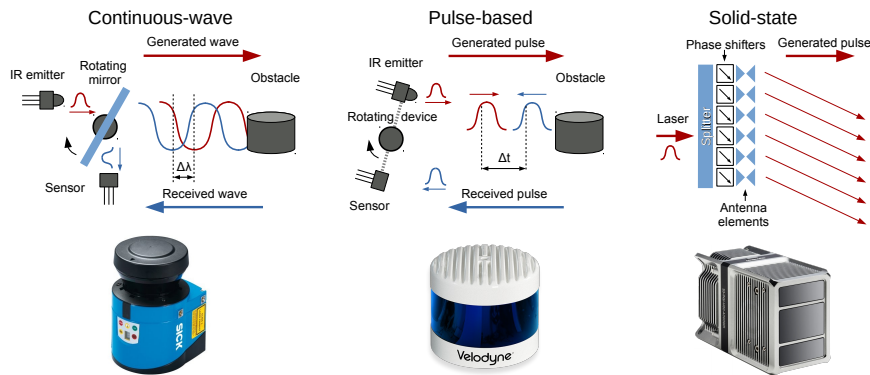 Continuous-wave
Generated wave
Rotating
mirror
IR emitter
Obstacle
Δλ
Sensor
Received wave
Pulse-based
Generated pulse
IR emitter
Obstacle
Rotating device
Δt
Sensor
Received pulse
Solid-state
Phase shifters
Generated pulse
Laser
Splitter
Antenna
elements
SICK
Velodyne